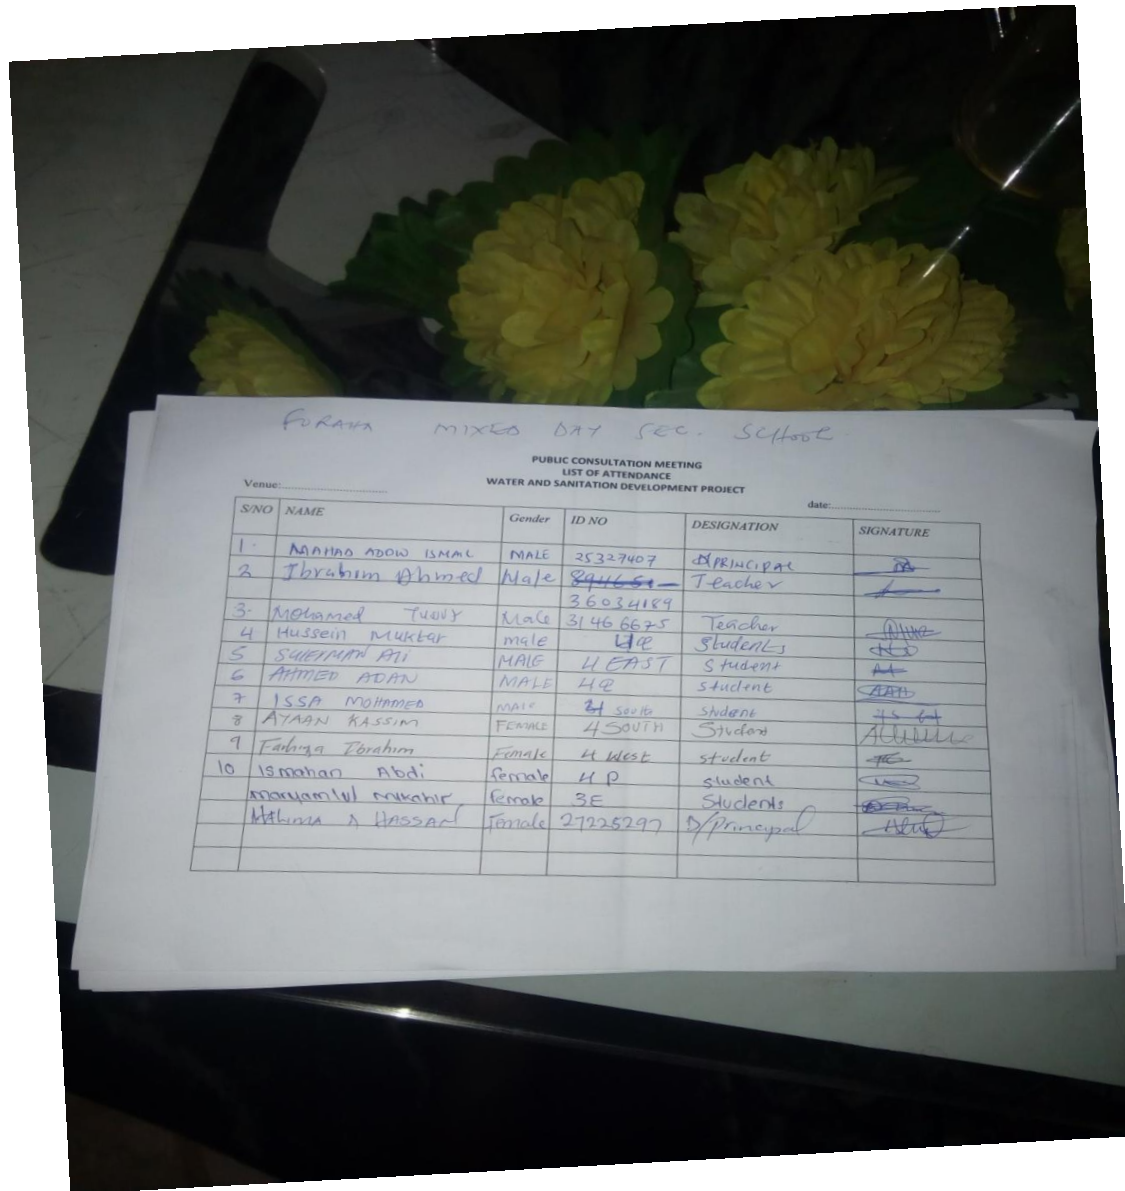 FURAHA MIXED DAY SEC. SCHOOL
PUBLIC CONSULTATION MEETING
LIST OF ATTENDANCE
WATER AND SANITATION DEVELOPMENT PROJECT
Venue: date:
S/NO NAME Gender ID NO DESIGNATION SIGNATURE
1. MAHAD ADOW ISMAIL MALE 25327407 D/PRINCIPAL
2 Ibrahim Ahmed Male Teacher
36034189
3. Mohamed Male 31466675 Teacher
4 Hussein Muktar male students
5 SULEIMAN Ali MALE 4 EAST student
6 AHMED ADAN MALE student
7 ISSA MOHAMED MALE 4 South student
8 AYAAN KASSIM FEMALE 4 SOUTH Student
9 Farhiya Ibrahim Female 4 West student
10 Ismahan Abdi female 4 P student
female 3E Students
HASSAN Female 27225297 D/Principal